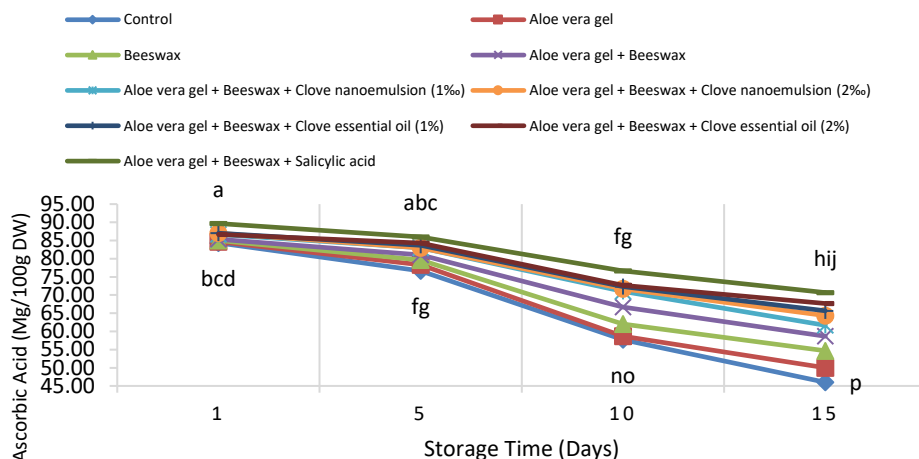 Control
Aloe vera gel
Beeswax
Aloe vera gel + Beeswax
Aloe vera gel + Beeswax + Clove nanoemulsion (1‰)
Aloe vera gel + Beeswax + Clove nanoemulsion (2‰)
Aloe vera gel + Beeswax + Clove essential oil (1%)
Aloe vera gel + Beeswax + Clove essential oil (2%)
Aloe vera gel + Beeswax + Salicylic acid
Ascorbic Acid (Mg/100g DW)
95.00
90.00
85.00
80.00
75.00
70.00
65.00
60.00
55.00
50.00
45.00
a
abc
fg
hij
bcd
fg
no
p
1
5
10
15
Storage Time (Days)